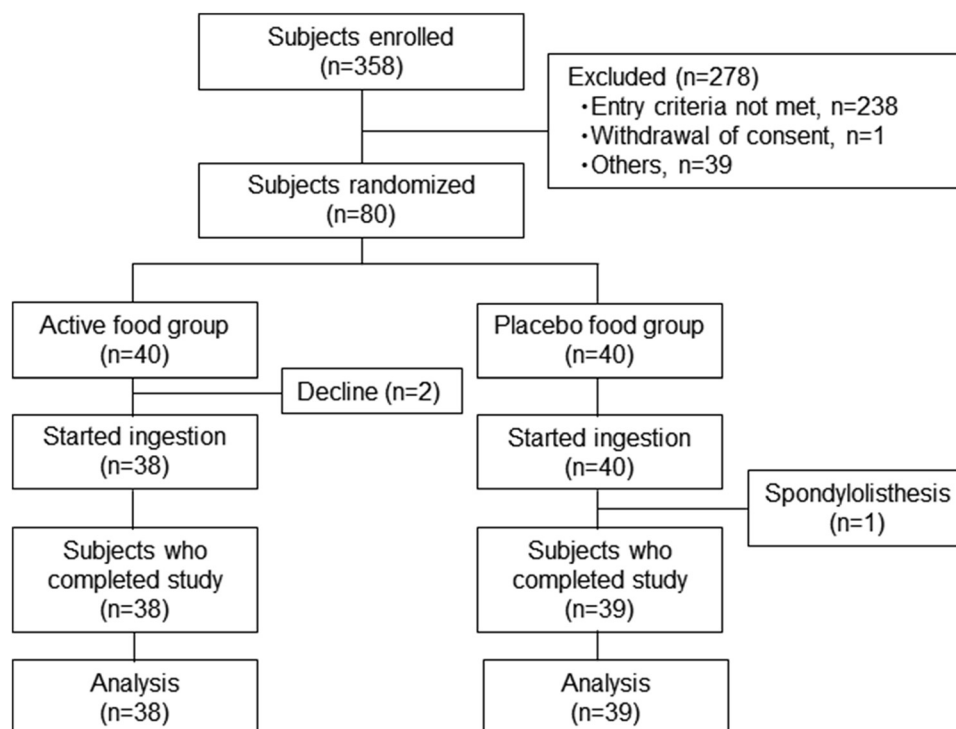 Subjects enrolled
(n=358)
Excluded (n=278)
・Entry criteria not met, n=238
・Withdrawal of consent, n=1
・Others, n=39
Subjects randomized
(n=80)
Active food group
(n=40)
Placebo food group
(n=40)
Decline (n=2)
Started ingestion
(n=38)
Started ingestion
(n=40)
Spondylolisthesis
(n=1)
Subjects who
completed study
(n=38)
Subjects who
completed study
(n=39)
Analysis
(n=38)
Analysis
(n=39)